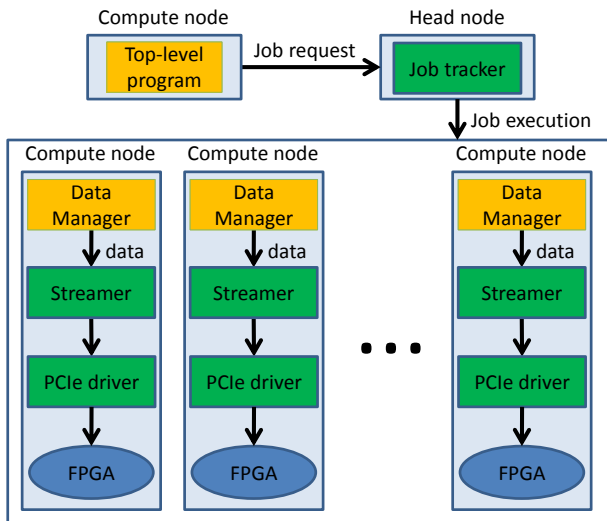 Compute node
Head node
Top-level
program
Job request
Job tracker
Job execution
Compute node
Compute node
Compute node
Data
Manager
data
Streamer
PCIe driver
FPGA
Data
Manager
data
Streamer
PCIe driver
FPGA
Data
Manager
data
Streamer
PCIe driver
FPGA